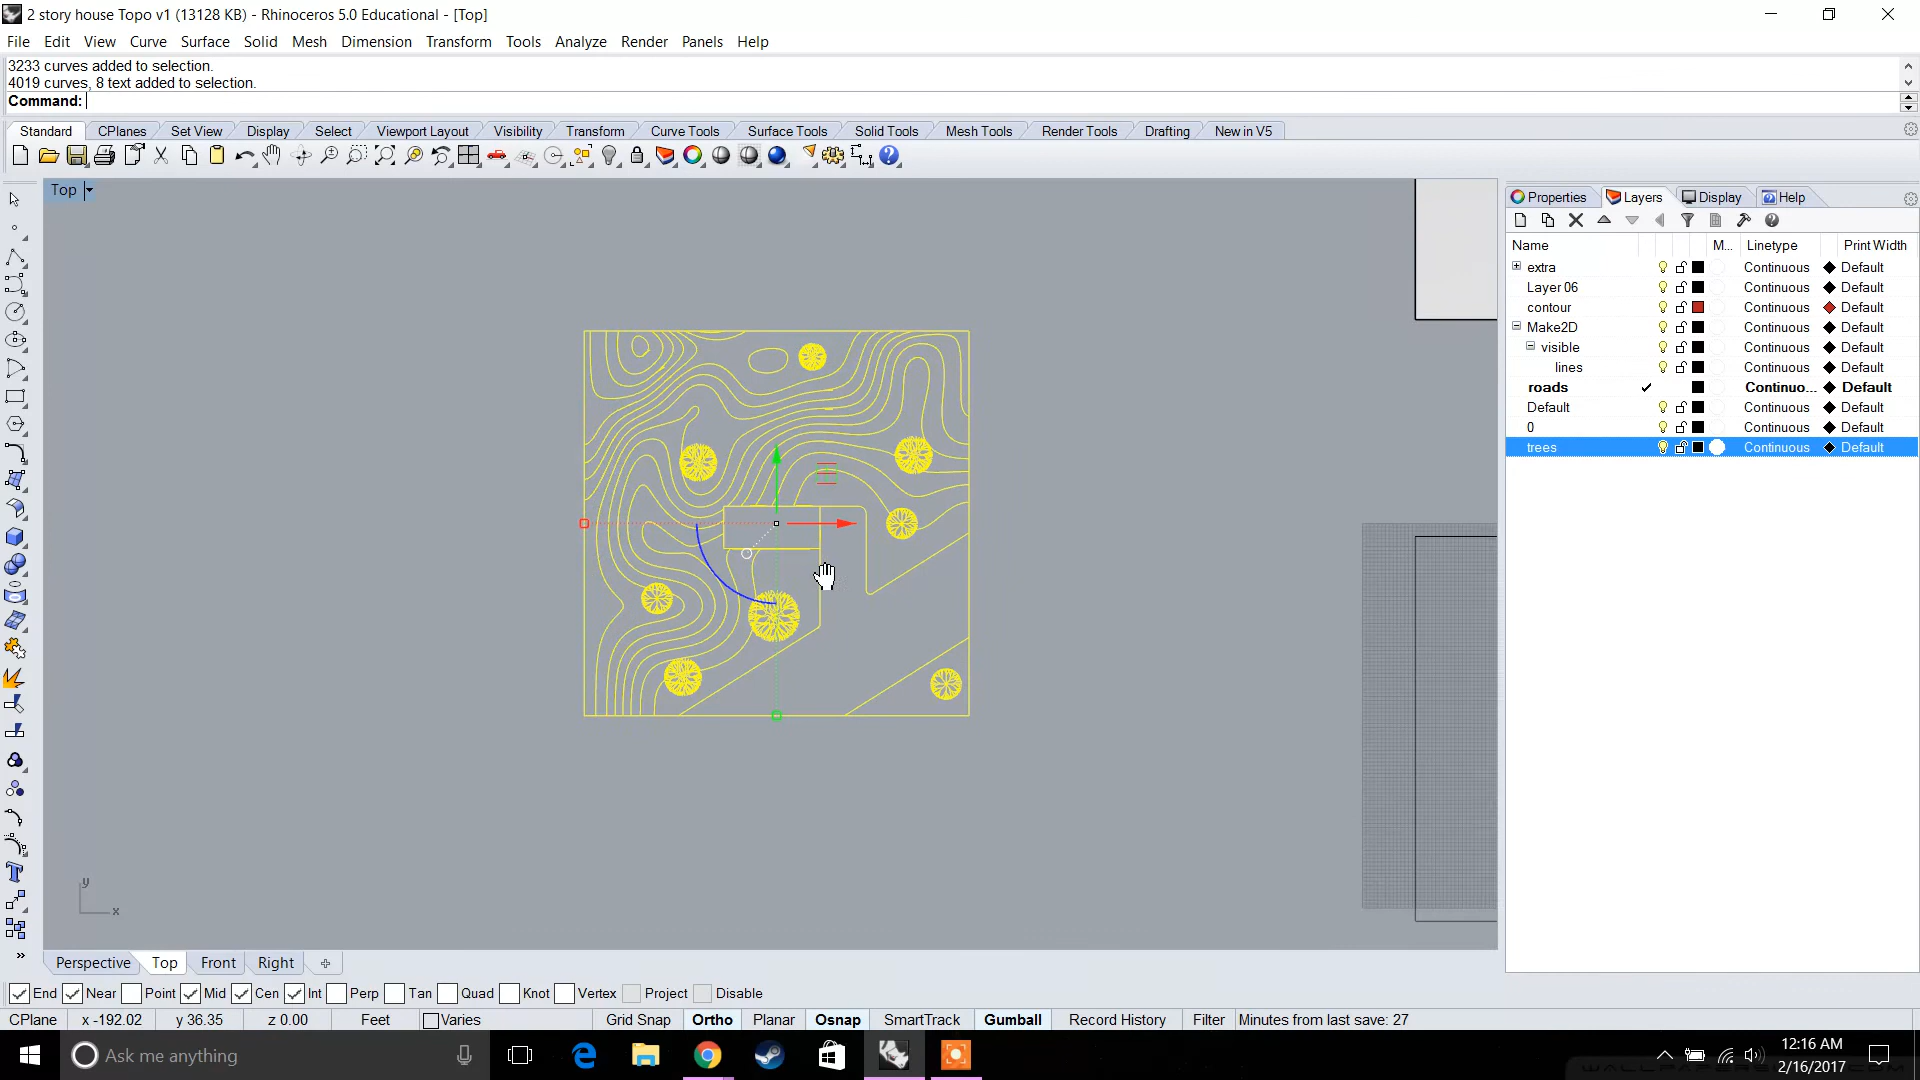 2 story house Topo v1 (13128 KB) - Rhinoceros 5.0 Educational - [Top]
File Edit View Curve Surface Solid Mesh Dimension Transform Tools Analyze Render Panels Help
3233 curves added to selection.
4019 curves, 8 text added to selection.
Command:
Standard CPlanes Set View Display Select Viewport Layout Visibility Transform Curve Tools Surface Tools Solid Tools Mesh Tools Render Tools Drafting New in V5
Top
Properties Layers Display Help
Name M... Linetype Print Width
extra Continuous Default
Layer 06 Continuous Default
contour Continuous Default
Make2D Continuous Default
visible Continuous Default
lines Continuous Default
roads Continuo... Default
Default Continuous Default
0 Continuous Default
trees Continuous Default
y
x
Perspective Top Front Right
End Near Point Mid Cen Int Perp Tan Quad Knot Vertex Project Disable
CPlane x -192.02 y 36.35 z 0.00 Feet Varies Grid Snap Ortho Planar Osnap SmartTrack Gumball Record History Filter Minutes from last save: 27
Ask me anything
12:16 AM
2/16/2017